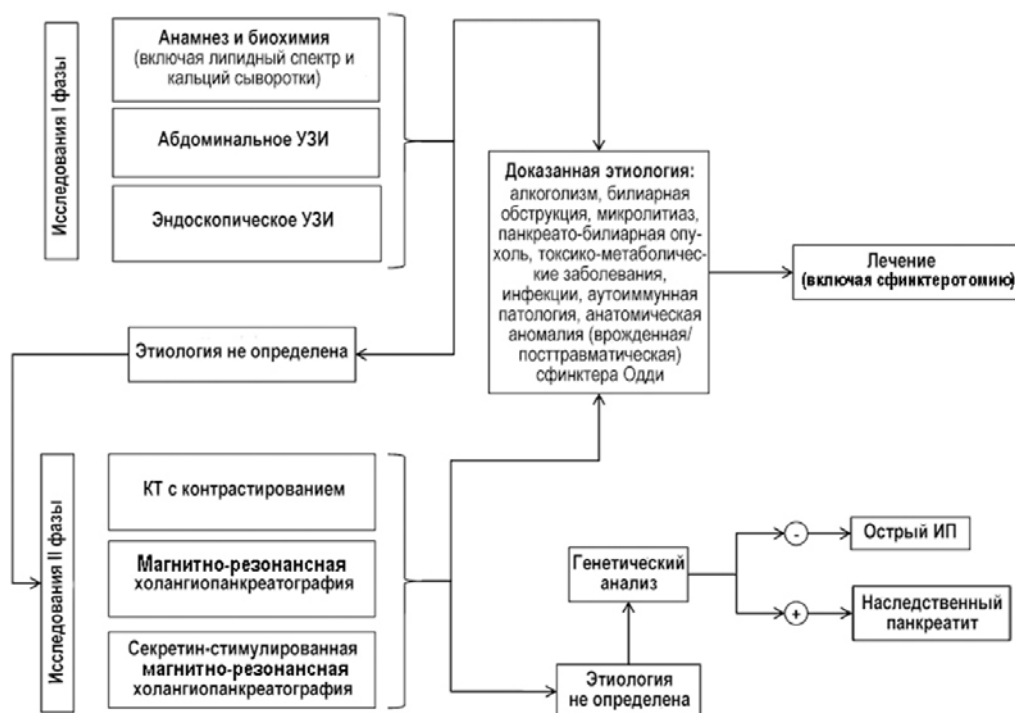 Исследования I фазы
Анамнез и биохимия
(включая липидный спектр и
кальций сыворотки)
Абдоминальное УЗИ
Эндоскопическое УЗИ
Доказанная этиология:
алкоголизм, билиарная
обструкция, микролитиаз,
панкреато-билиарная опу-
холь, токсико-метаболичес-
кие заболевания,
инфекции, аутоиммунная
патология, анатомическая
аномалия (врожденная/
посттравматическая)
сфинктера Одди
Лечение
(включая сфинктеротомию)
Этиология не определена
Исследования II фазы
КТ с контрастированием
Магнитно-резонансная
холангиопанкреатография
Секретин-стимулированная
магнитно-резонансная
холангиопанкреатография
Этиология
не определена
Генетический
анализ
-
Острый ИП
+
Наследственный
панкреатит